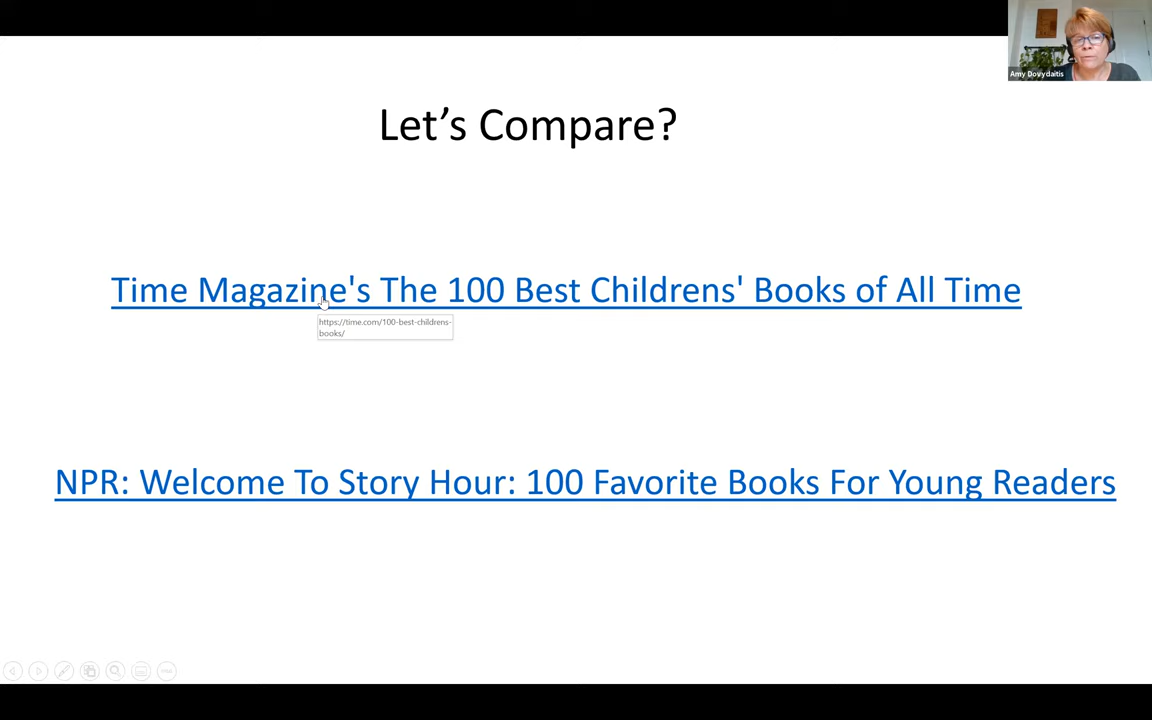 Amy Dovydaitis
Let's Compare?
Time Magazine's The 100 Best Childrens' Books of All Time
https://time.com/100-best-childrens-
books/
NPR: Welcome To Story Hour: 100 Favorite Books For Young Readers